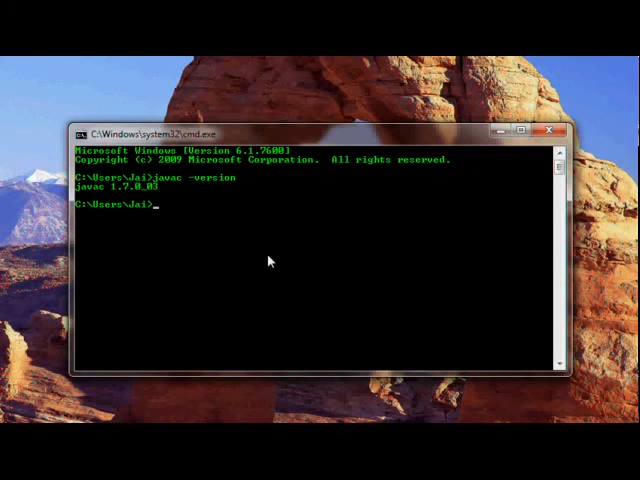 C:\Windows\system32\cmd.exe
Microsoft Windows [Version 6.1.7600]
Copyright (c) 2009 Microsoft Corporation.  All rights reserved.
C:\Users\Jai>javac -version
javac 1.7.0_03
C:\Users\Jai>_